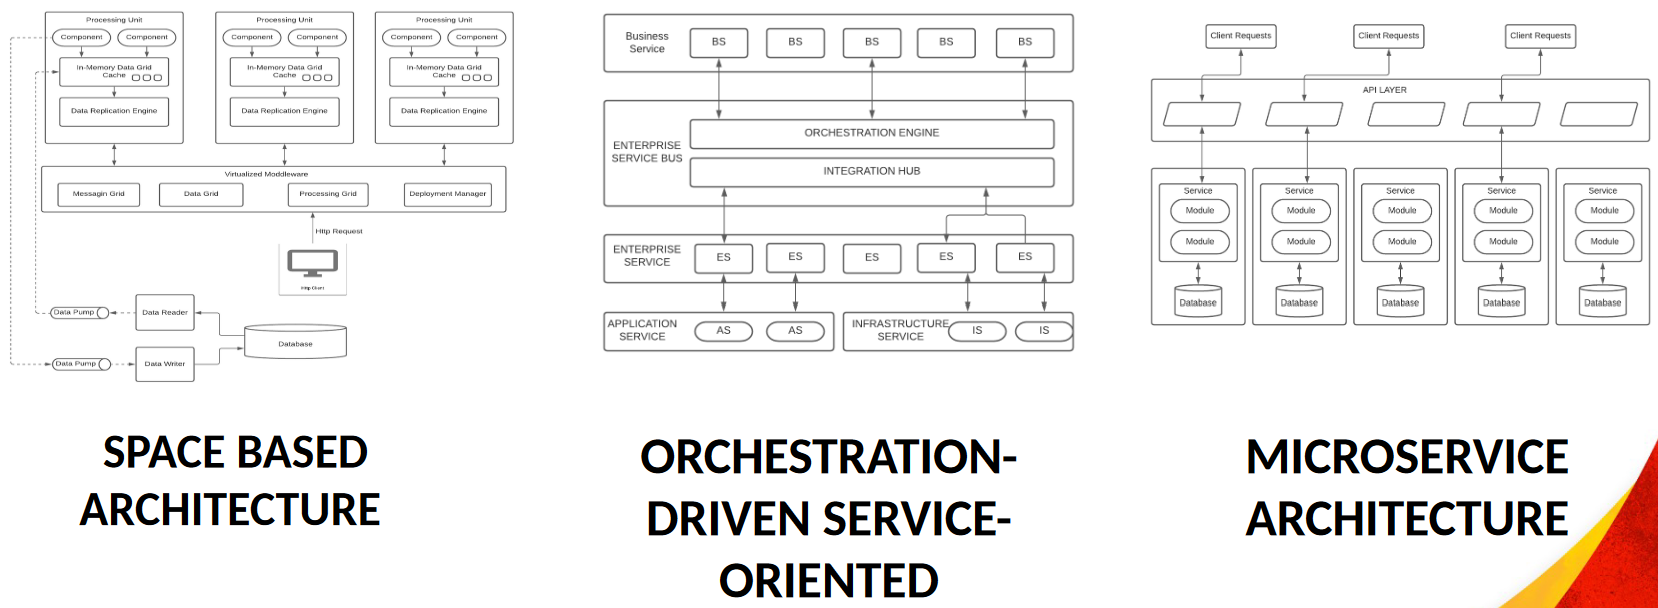 Processing Unit
Component
Component
In-Memory Data Grid
Cache
Data Replication Engine
Processing Unit
Component
Component
In-Memory Data Grid
Cache
Data Replication Engine
Processing Unit
Component
Component
In-Memory Data Grid
Cache
Data Replication Engine
Virtualized Moddleware
Messagin Grid
Data Grid
Processing Grid
Deployment Manager
Http Request
Http Client
Data Pump
Data Reader
Database
Data Pump
Data Writer
SPACE BASED
ARCHITECTURE
Business
Service
BS
BS
BS
BS
BS
ENTERPRISE
SERVICE BUS
ORCHESTRATION ENGINE
INTEGRATION HUB
ENTERPRISE
SERVICE
ES
ES
ES
ES
ES
APPLICATION
SERVICE
AS
AS
INFRASTRUCTURE
SERVICE
IS
IS
ORCHESTRATION-
DRIVEN SERVICE-
ORIENTED
Client Requests
Client Requests
Client Requests
API LAYER
Service
Module
Module
Database
Service
Module
Module
Database
Service
Module
Module
Database
Service
Module
Module
Database
Service
Module
Module
Database
MICROSERVICE
ARCHITECTURE